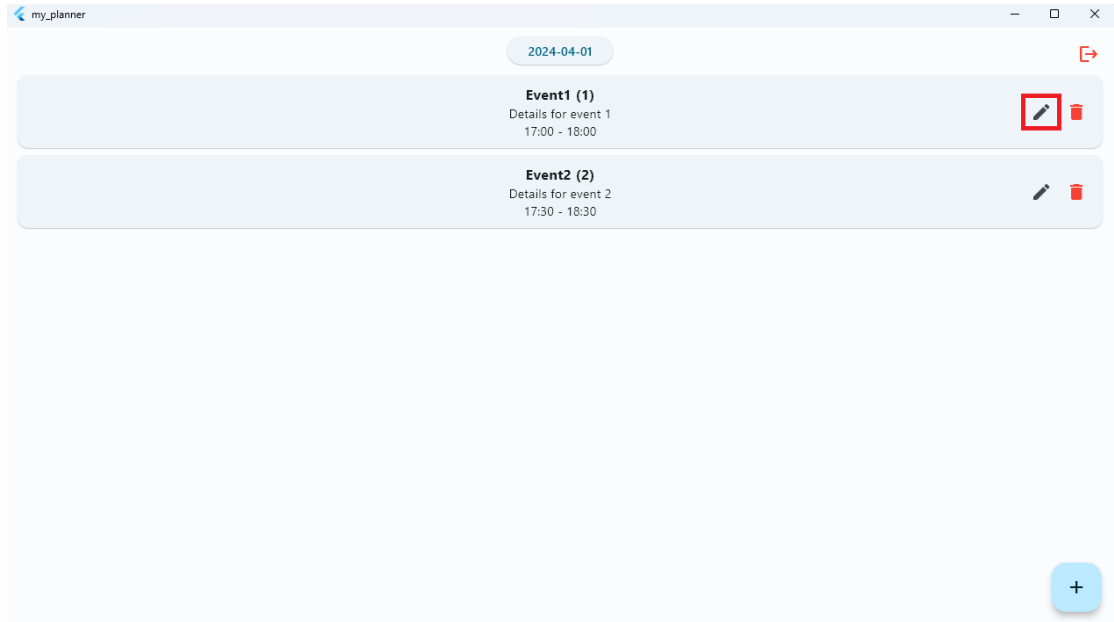 my_planner
2024-04-01
Event1 (1)
Details for event 1
17:00 - 18:00
Event2 (2)
Details for event 2
17:30 - 18:30
+